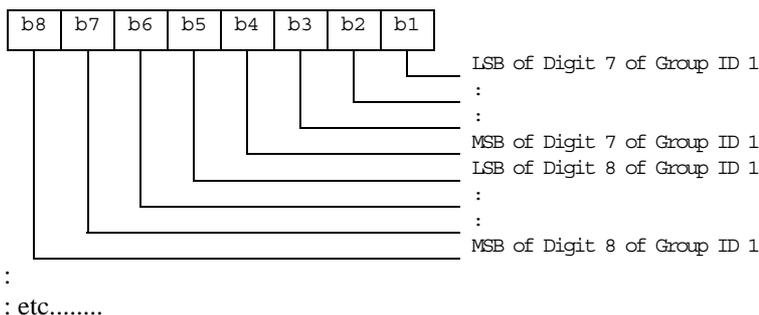 b8 b7 b6 b5 b4 b3 b2 b1
LSB of Digit 7 of Group ID 1
:
:
MSB of Digit 7 of Group ID 1
LSB of Digit 8 of Group ID 1
:
:
MSB of Digit 8 of Group ID 1
:
: etc........